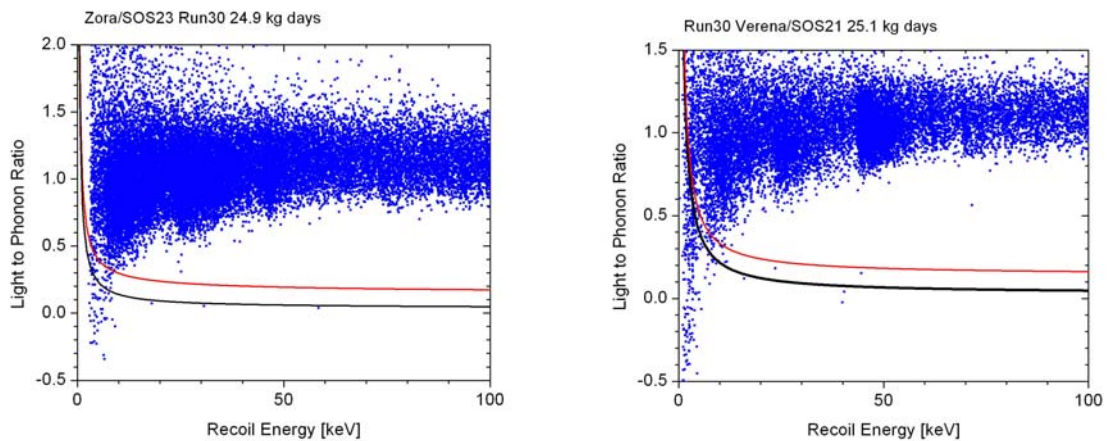 Zora/SOS23 Run30 24.9 kg days
2.0
1.5
1.0
0.5
0.0
-0.5
0
50
100
Light to Phonon Ratio
Recoil Energy [keV]
Run30 Verena/SOS21 25.1 kg days
1.5
1.0
0.5
0.0
-0.5
0
50
100
Light to Phonon Ratio
Recoil Energy [keV]